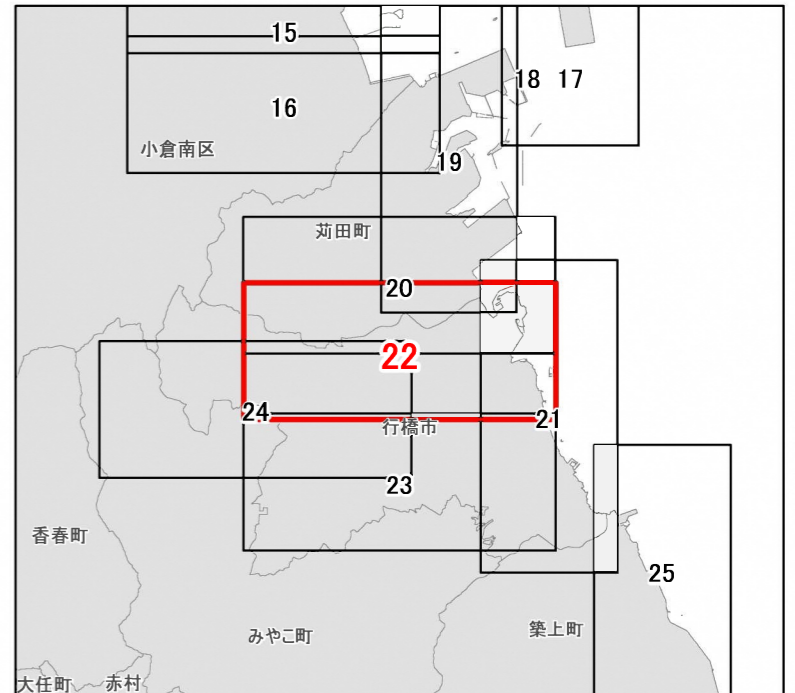 15
18 17
16
小倉南区
19
苅田町
20
22
24
21
行橋市
23
香春町
25
みやこ町
築上町
大任町
赤村